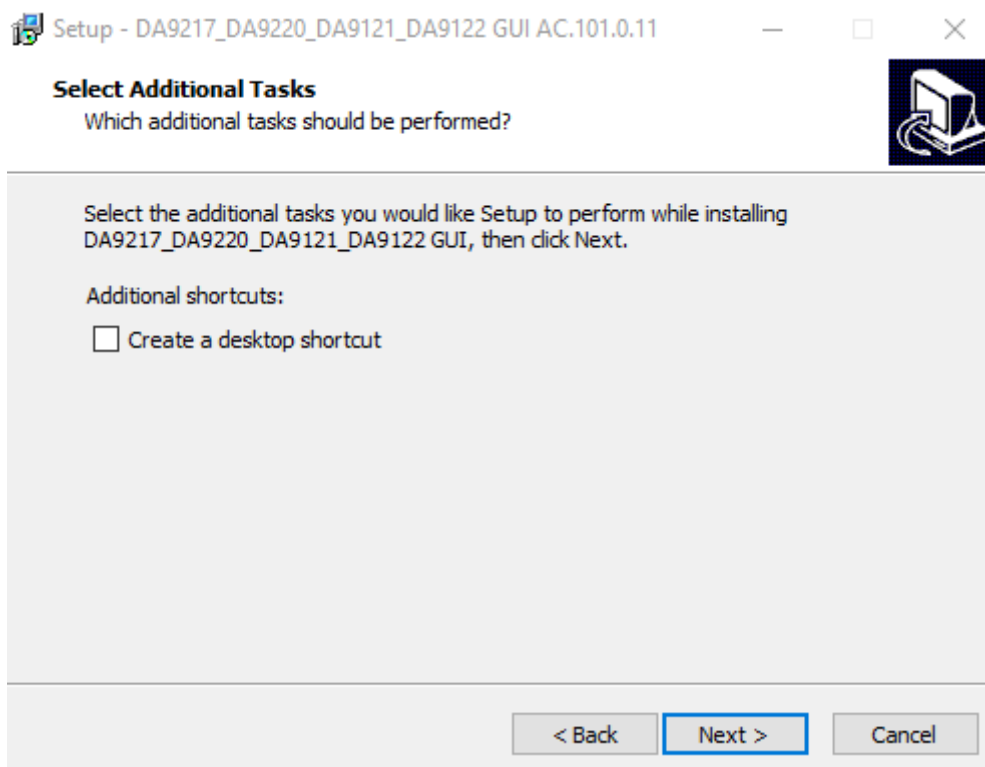 Setup - DA9217_DA9220_DA9121_DA9122 GUI AC.101.0.11
Select Additional Tasks
Which additional tasks should be performed?
Select the additional tasks you would like Setup to perform while installing
DA9217_DA9220_DA9121_DA9122 GUI, then click Next.
Additional shortcuts:
Create a desktop shortcut
< Back
Next >
Cancel